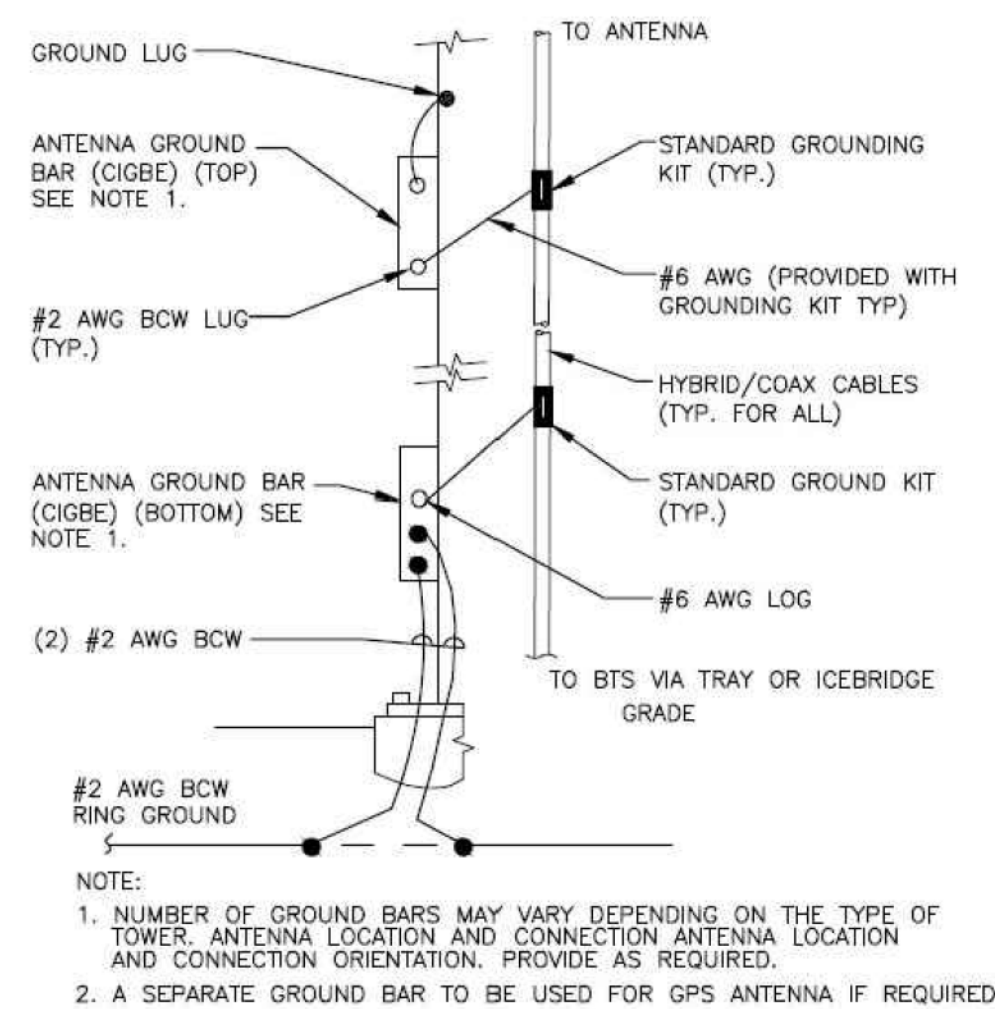 TO ANTENNA
GROUND LUG
ANTENNA GROUND
BAR (CIGBE) (TOP)
SEE NOTE 1.
STANDARD GROUNDING
KIT (TYP.)
#6 AWG (PROVIDED WITH
GROUNDING KIT TYP)
#2 AWG BCW LUG
(TYP.)
HYBRID/COAX CABLES
(TYP. FOR ALL)
ANTENNA GROUND BAR
(CIGBE) (BOTTOM) SEE
NOTE 1.
STANDARD GROUND KIT
(TYP.)
#6 AWG LOG
(2) #2 AWG BCW
TO BTS VIA TRAY OR ICEBRIDGE
GRADE
#2 AWG BCW
RING GROUND
NOTE:
1. NUMBER OF GROUND BARS MAY VARY DEPENDING ON THE TYPE OF
TOWER. ANTENNA LOCATION AND CONNECTION ANTENNA LOCATION
AND CONNECTION ORIENTATION. PROVIDE AS REQUIRED.
2. A SEPARATE GROUND BAR TO BE USED FOR GPS ANTENNA IF REQUIRED